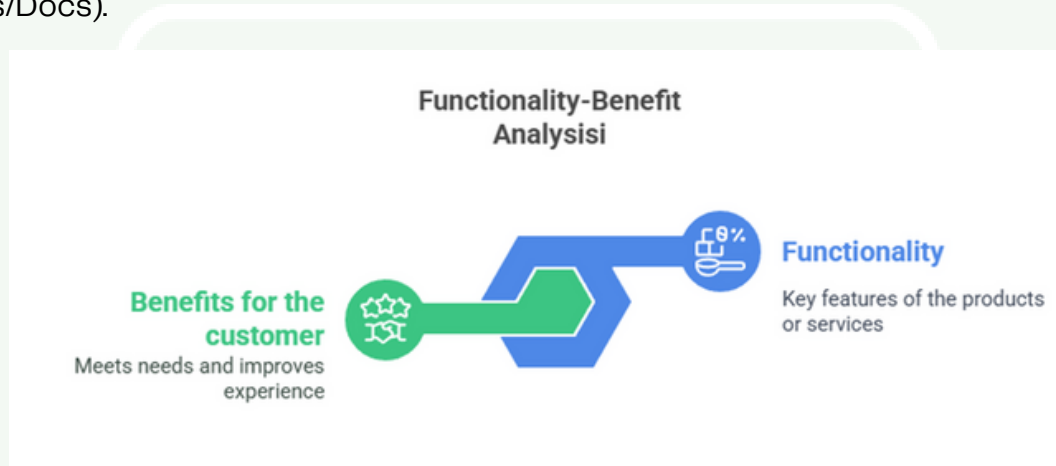 s/Docs).
Functionality-Benefit
Analysisi
0%
Functionality
Key features of the products
or services
Benefits for the
customer
Meets needs and improves
experience